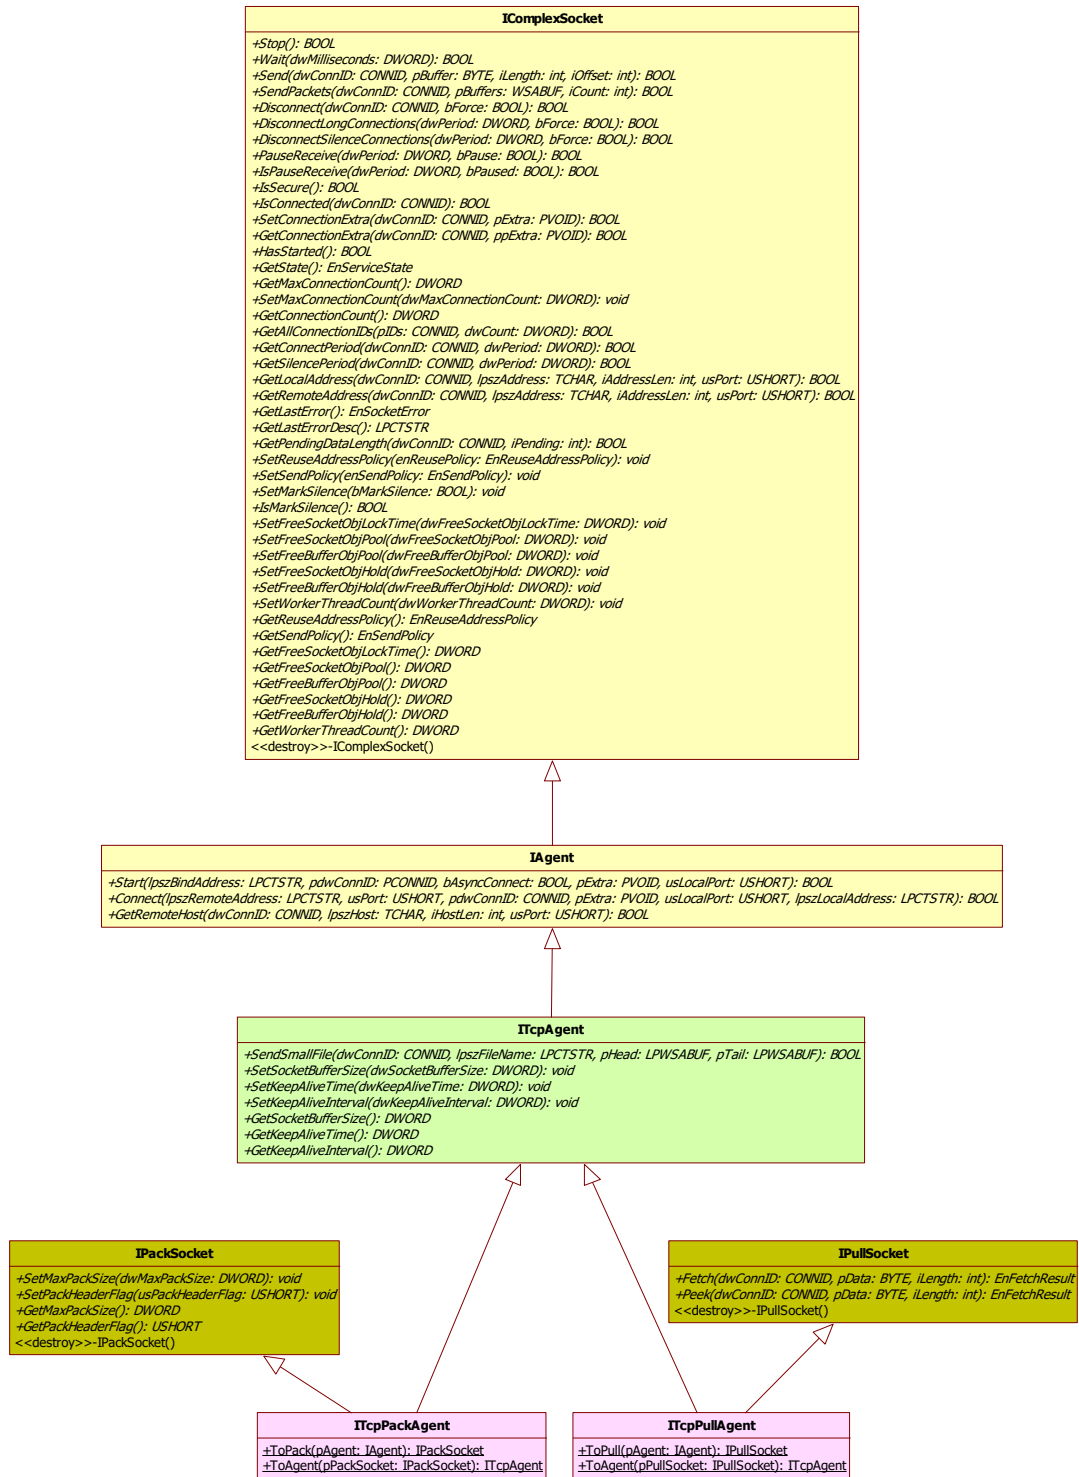 IComplexSocket
+Stop(): BOOL
+Wait(dwMilliseconds: DWORD): BOOL
+Send(dwConnID: CONNID, pBuffer: BYTE, iLength: int, iOffset: int): BOOL
+SendPackets(dwConnID: CONNID, pBuffers: WSABUF, iCount: int): BOOL
+Disconnect(dwConnID: CONNID, bForce: BOOL): BOOL
+DisconnectLongConnections(dwPeriod: DWORD, bForce: BOOL): BOOL
+DisconnectSilenceConnections(dwPeriod: DWORD, bForce: BOOL): BOOL
+PauseReceive(dwPeriod: DWORD, bPause: BOOL): BOOL
+IsPauseReceive(dwPeriod: DWORD, bPaused: BOOL): BOOL
+IsSecure(): BOOL
+IsConnected(dwConnID: CONNID): BOOL
+SetConnectionExtra(dwConnID: CONNID, pExtra: PVOID): BOOL
+GetConnectionExtra(dwConnID: CONNID, ppExtra: PVOID): BOOL
+HasStarted(): BOOL
+GetState(): EnServiceState
+GetMaxConnectionCount(): DWORD
+SetMaxConnectionCount(dwMaxConnectionCount: DWORD): void
+GetConnectionCount(): DWORD
+GetAllConnectionIDs(pIDs: CONNID, dwCount: DWORD): BOOL
+GetConnectPeriod(dwConnID: CONNID, dwPeriod: DWORD): BOOL
+GetSilencePeriod(dwConnID: CONNID, dwPeriod: DWORD): BOOL
+GetLocalAddress(dwConnID: CONNID, lpszAddress: TCHAR, iAddressLen: int, usPort: USHORT): BOOL
+GetRemoteAddress(dwConnID: CONNID, lpszAddress: TCHAR, iAddressLen: int, usPort: USHORT): BOOL
+GetLastError(): EnSocketError
+GetLastErrorDesc(): LPCTSTR
+GetPendingDataLength(dwConnID: CONNID, iPending: int): BOOL
+SetReuseAddressPolicy(enReusePolicy: EnReuseAddressPolicy): void
+SetSendPolicy(enSendPolicy: EnSendPolicy): void
+SetMarkSilence(bMarkSilence: BOOL): void
+IsMarkSilence(): BOOL
+SetFreeSocketObjLockTime(dwFreeSocketObjLockTime: DWORD): void
+SetFreeSocketObjPool(dwFreeSocketObjPool: DWORD): void
+SetFreeBufferObjPool(dwFreeBufferObjPool: DWORD): void
+SetFreeSocketObjHold(dwFreeSocketObjHold: DWORD): void
+SetFreeBufferObjHold(dwFreeBufferObjHold: DWORD): void
+SetWorkerThreadCount(dwWorkerThreadCount: DWORD): void
+GetReuseAddressPolicy(): EnReuseAddressPolicy
+GetSendPolicy(): EnSendPolicy
+GetFreeSocketObjLockTime(): DWORD
+GetFreeSocketObjPool(): DWORD
+GetFreeBufferObjPool(): DWORD
+GetFreeSocketObjHold(): DWORD
+GetFreeBufferObjHold(): DWORD
+GetWorkerThreadCount(): DWORD
<<destroy>>-IComplexSocket()
IAgent
+Start(lpszBindAddress: LPCTSTR, pdwConnID: PCONNID, bAsyncConnect: BOOL, pExtra: PVOID, usLocalPort: USHORT): BOOL
+Connect(lpszRemoteAddress: LPCTSTR, usPort: USHORT, pdwConnID: CONNID, pExtra: PVOID, usLocalPort: USHORT, lpszLocalAddress: LPCTSTR): BOOL
+GetRemoteHost(dwConnID: CONNID, lpszHost: TCHAR, iHostLen: int, usPort: USHORT): BOOL
ITcpAgent
+SendSmallFile(dwConnID: CONNID, lpszFileName: LPCTSTR, pHead: LPWSABUF, pTail: LPWSABUF): BOOL
+SetSocketBufferSize(dwSocketBufferSize: DWORD): void
+SetKeepAliveTime(dwKeepAliveTime: DWORD): void
+SetKeepAliveInterval(dwKeepAliveInterval: DWORD): void
+GetSocketBufferSize(): DWORD
+GetKeepAliveTime(): DWORD
+GetKeepAliveInterval(): DWORD
IPackSocket
+SetMaxPackSize(dwMaxPackSize: DWORD): void
+SetPackHeaderFlag(usPackHeaderFlag: USHORT): void
+GetMaxPackSize(): DWORD
+GetPackHeaderFlag(): USHORT
<<destroy>>-IPackSocket()
IPullSocket
+Fetch(dwConnID: CONNID, pData: BYTE, iLength: int): EnFetchResult
+Peek(dwConnID: CONNID, pData: BYTE, iLength: int): EnFetchResult
<<destroy>>-IPullSocket()
ITcpPackAgent
+ToPack(pAgent: IAgent): IPackSocket
+ToAgent(pPackSocket: IPackSocket): ITcpAgent
ITcpPullAgent
+ToPull(pAgent: IAgent): IPullSocket
+ToAgent(pPullSocket: IPullSocket): ITcpAgent